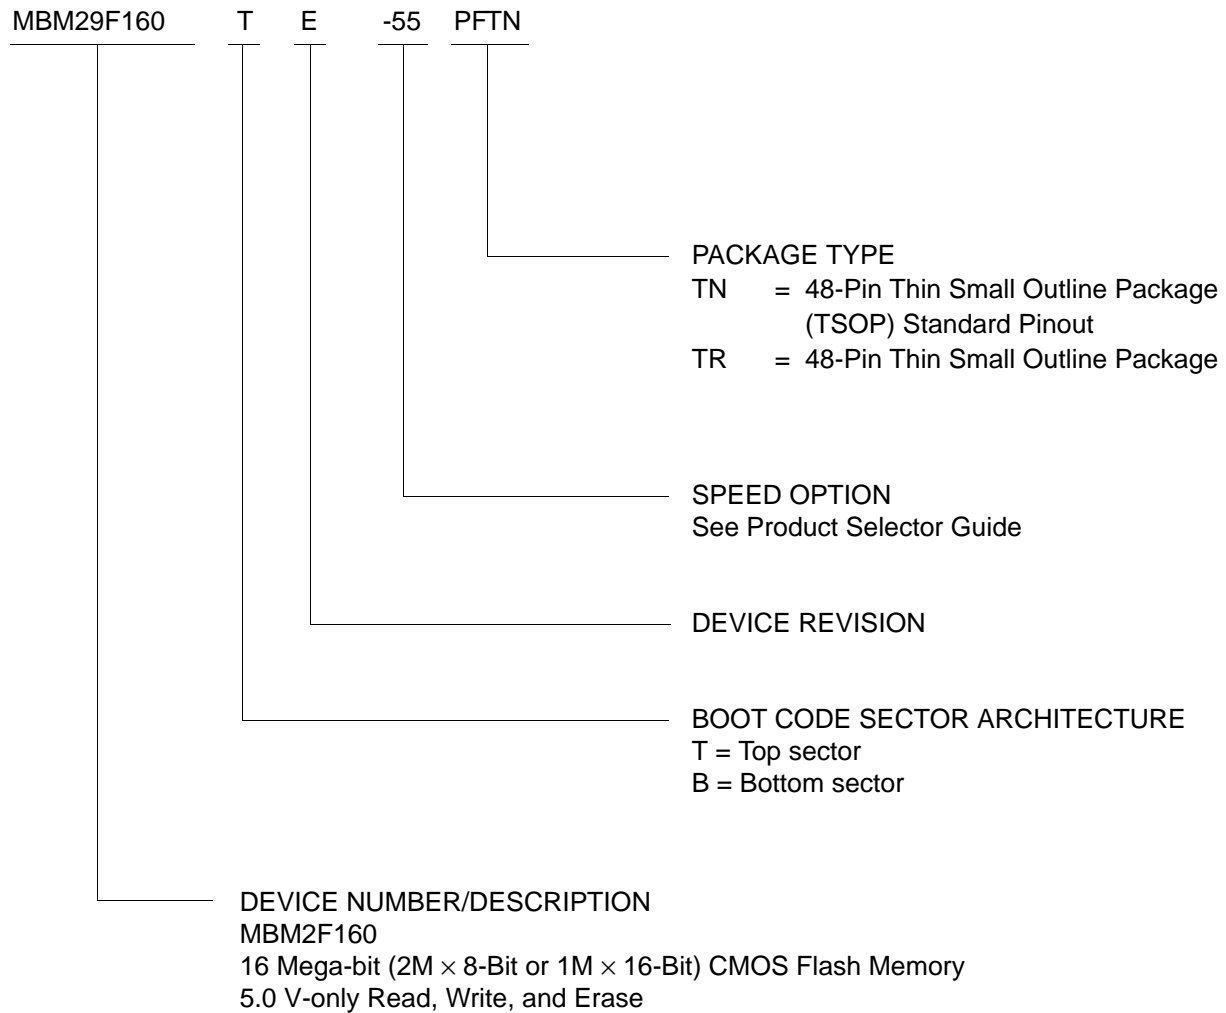 MBM29F160 T E -55 PFTN
PACKAGE TYPE
TN = 48-Pin Thin Small Outline Package
(TSOP) Standard Pinout
TR = 48-Pin Thin Small Outline Package
SPEED OPTION
See Product Selector Guide
DEVICE REVISION
BOOT CODE SECTOR ARCHITECTURE
T = Top sector
B = Bottom sector
DEVICE NUMBER/DESCRIPTION
MBM2F160
16 Mega-bit (2M × 8-Bit or 1M × 16-Bit) CMOS Flash Memory
5.0 V-only Read, Write, and Erase